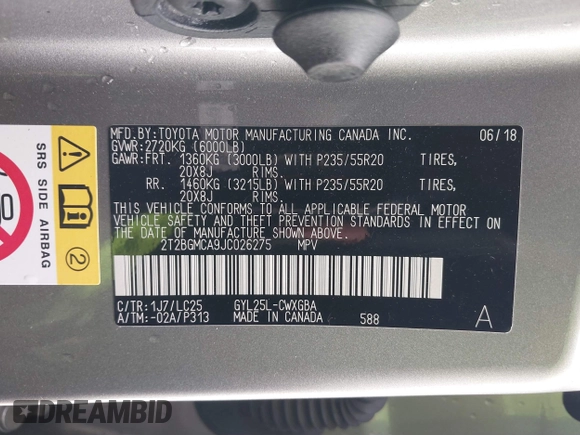 MFD.BY:TOYOTA MOTOR MANUFACTURING CANADA INC. 06/18
GVWR:2720KG (6000LB)
GAWR:FRT. 1360KG (3000LB) WITH P235/55R20 TIRES,
20X8J RIMS.
RR. 1460KG (3215LB) WITH P235/55R20 TIRES,
20X8J RIMS.
THIS VEHICLE CONFORMS TO ALL APPLICABLE FEDERAL MOTOR
VEHICLE SAFETY AND THEFT PREVENTION STANDARDS IN EFFECT ON
THE DATE OF MANUFACTURE SHOWN ABOVE.
2T2BGMCA9JC026275 MPV
C/TR:1J7/LC25 GYL25L-CWXGBA
A/TM:-02A/P313 MADE IN CANADA 588 A
SRS SIDE AIRBAG
2
DREAMBID